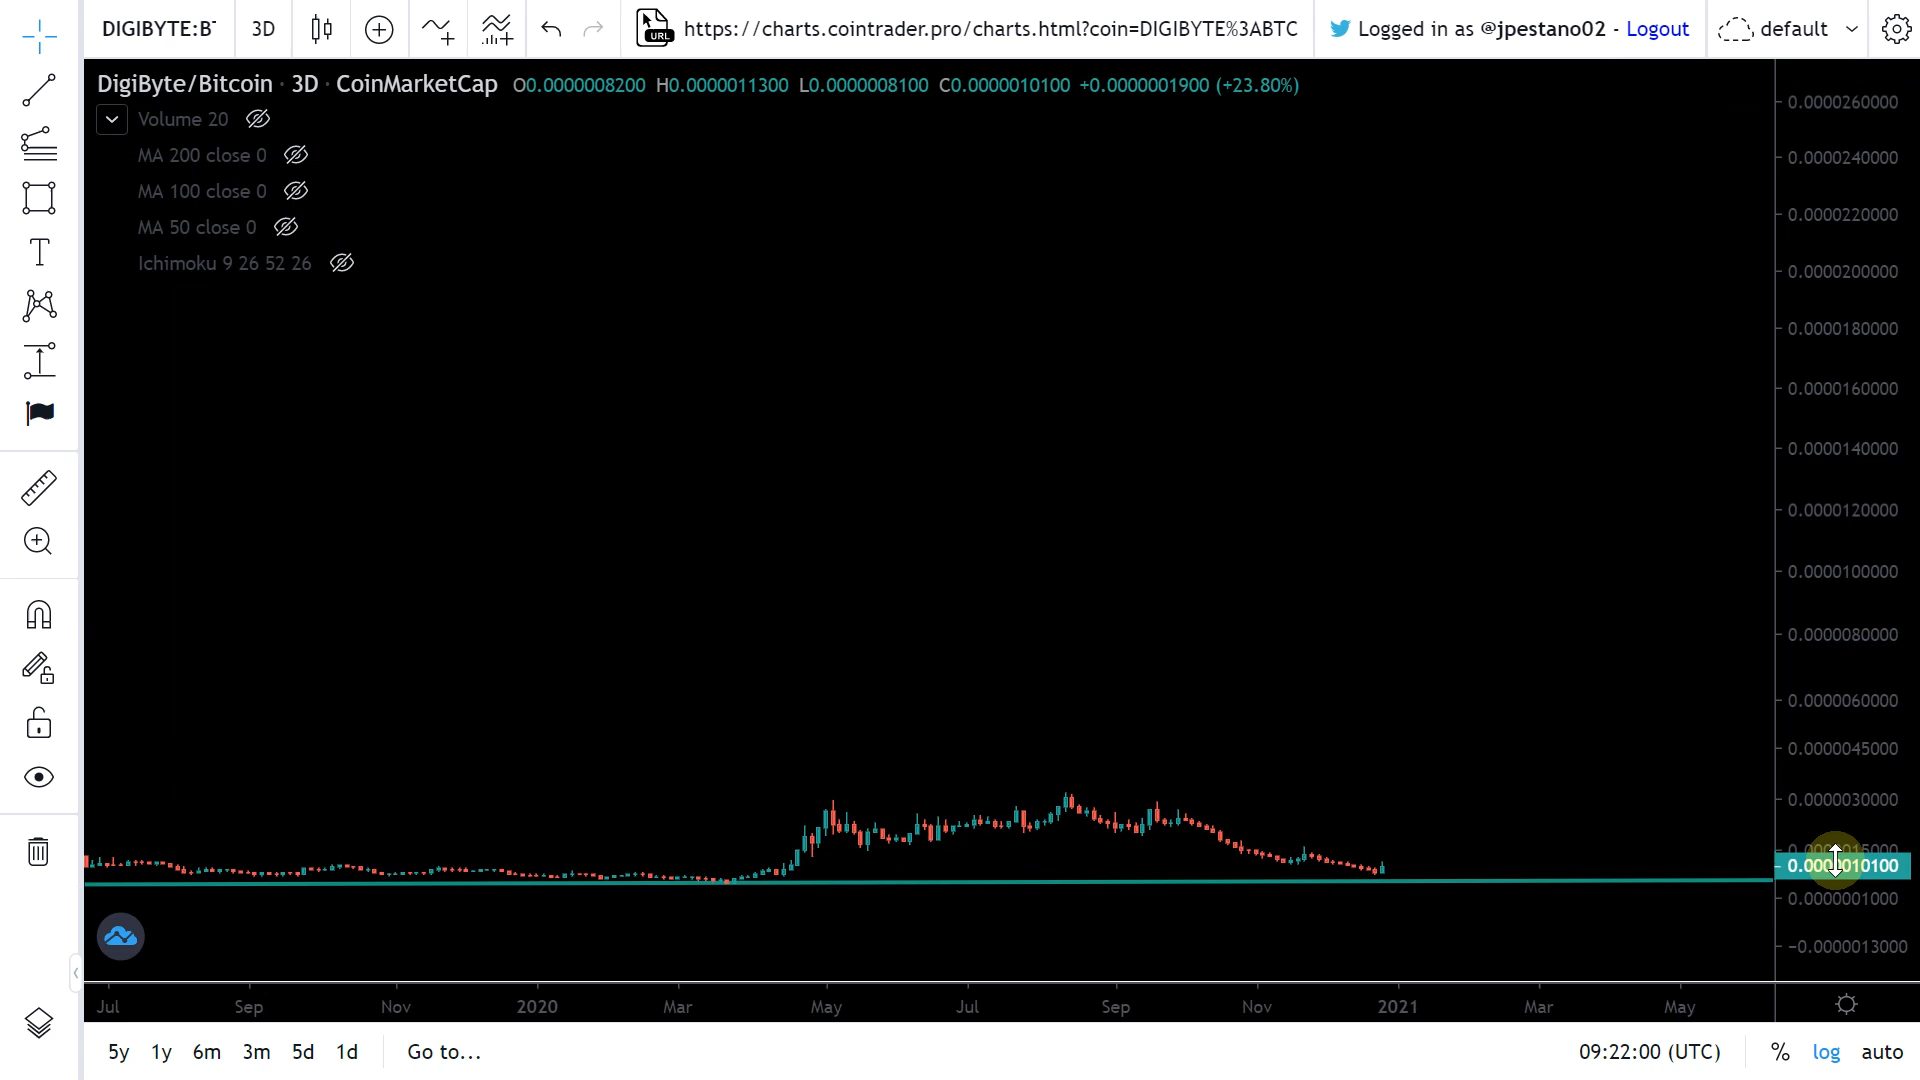 DIGIBYTE:B
3D
URL
https://charts.cointrader.pro/charts.html?coin=DIGIBYTE%3ABTC
Logged in as @jpestano02 - Logout
default
DigiByte/Bitcoin · 3D · CoinMarketCap O0.0000008200 H0.0000011300 L0.0000008100 C0.0000010100 +0.0000001900 (+23.80%)
Volume 20
MA 200 close 0
MA 100 close 0
MA 50 close 0
Ichimoku 9 26 52 26
0.0000260000
0.0000240000
0.0000220000
0.0000200000
0.0000180000
0.0000160000
0.0000140000
0.0000120000
0.0000100000
0.0000080000
0.0000060000
0.0000045000
0.0000030000
0.0000010100
0.0000001000
−0.0000013000
Jul Sep Nov 2020 Mar May Jul Sep Nov 2021 Mar May
5y 1y 6m 3m 5d 1d Go to... 09:22:00 (UTC) % log auto